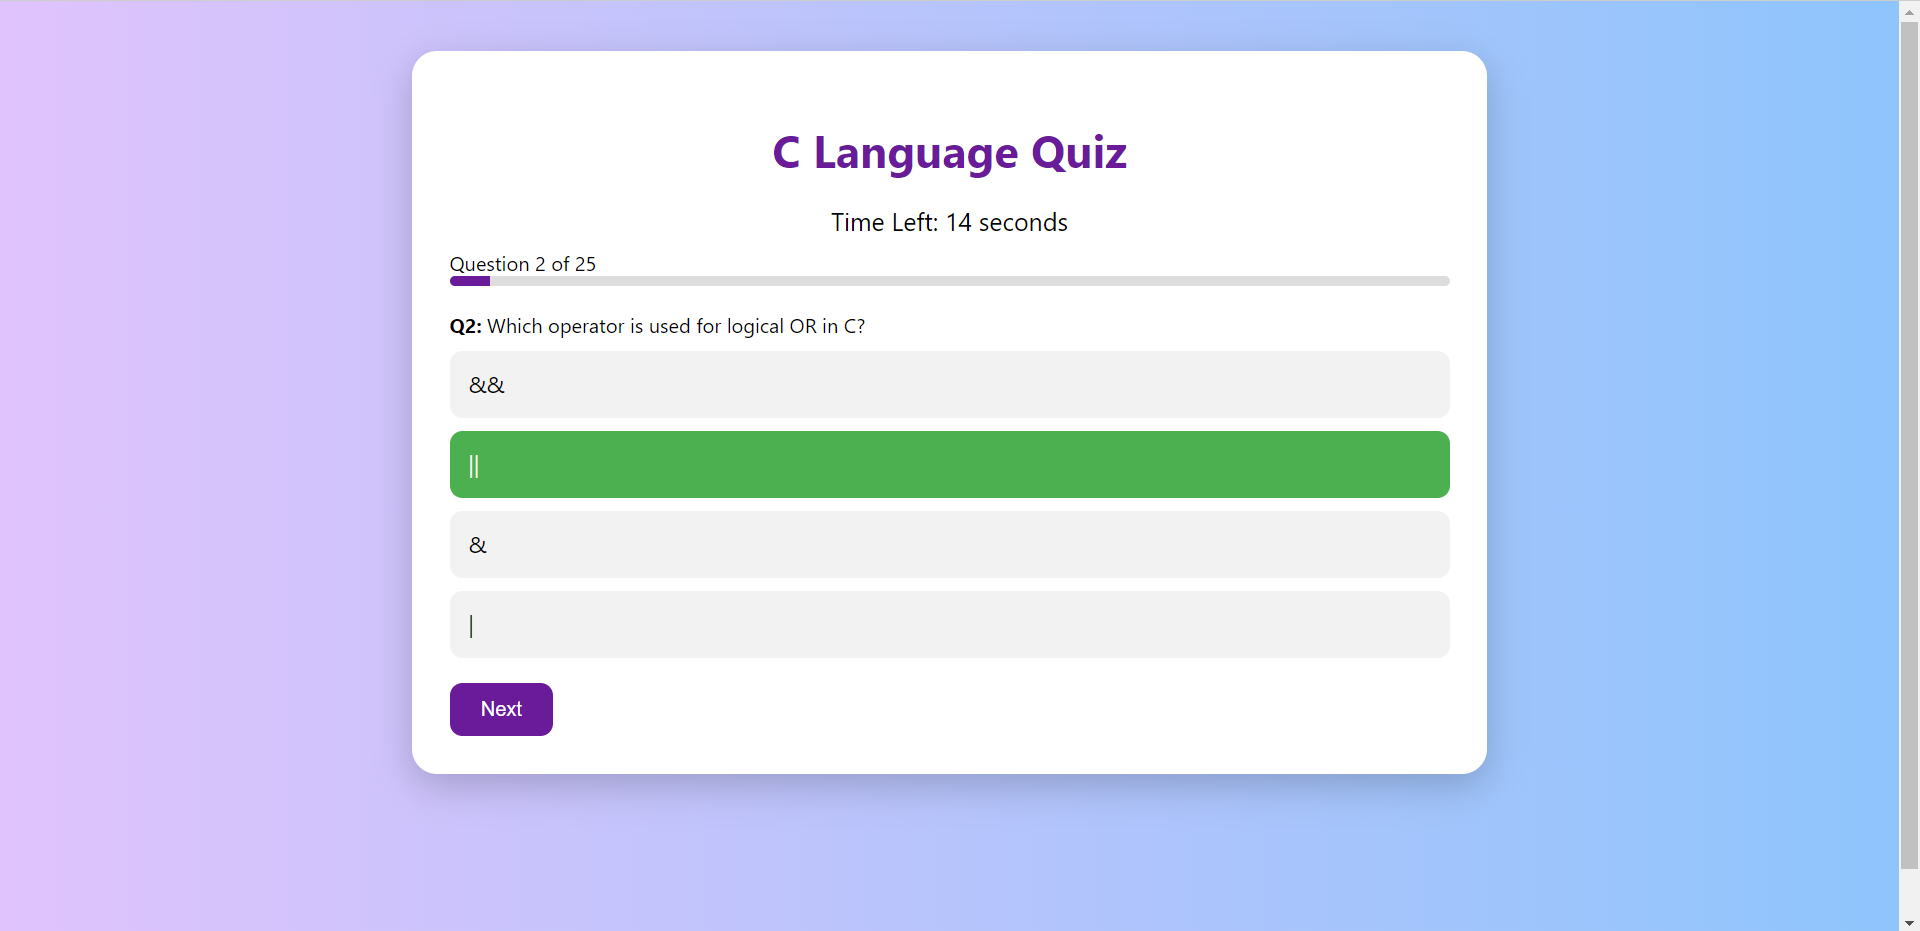 C Language Quiz
Time Left: 14 seconds
Question 2 of 25
Q2: Which operator is used for logical OR in C?
&&
||
&
|
Next